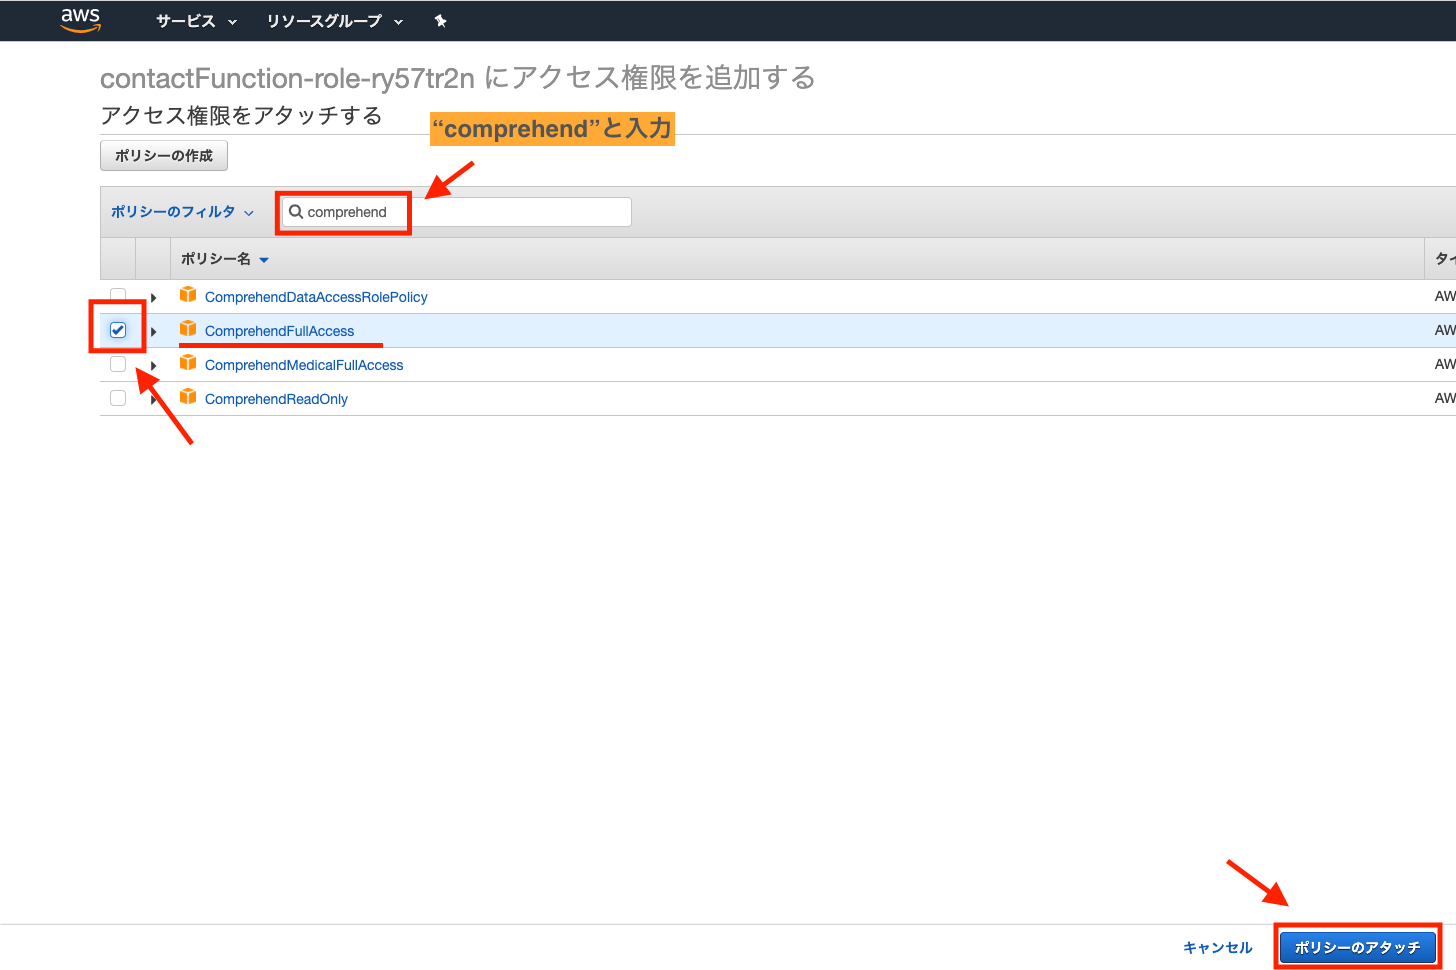 aws サービス リソースグループ
contactFunction-role-ry57tr2n にアクセス権限を追加する
アクセス権限をアタッチする
“comprehend”と入力
ポリシーの作成
ポリシーのフィルタ comprehend
ポリシー名 タイ
ComprehendDataAccessRolePolicy AW
ComprehendFullAccess AW
ComprehendMedicalFullAccess AW
ComprehendReadOnly AW
キャンセル ポリシーのアタッチ